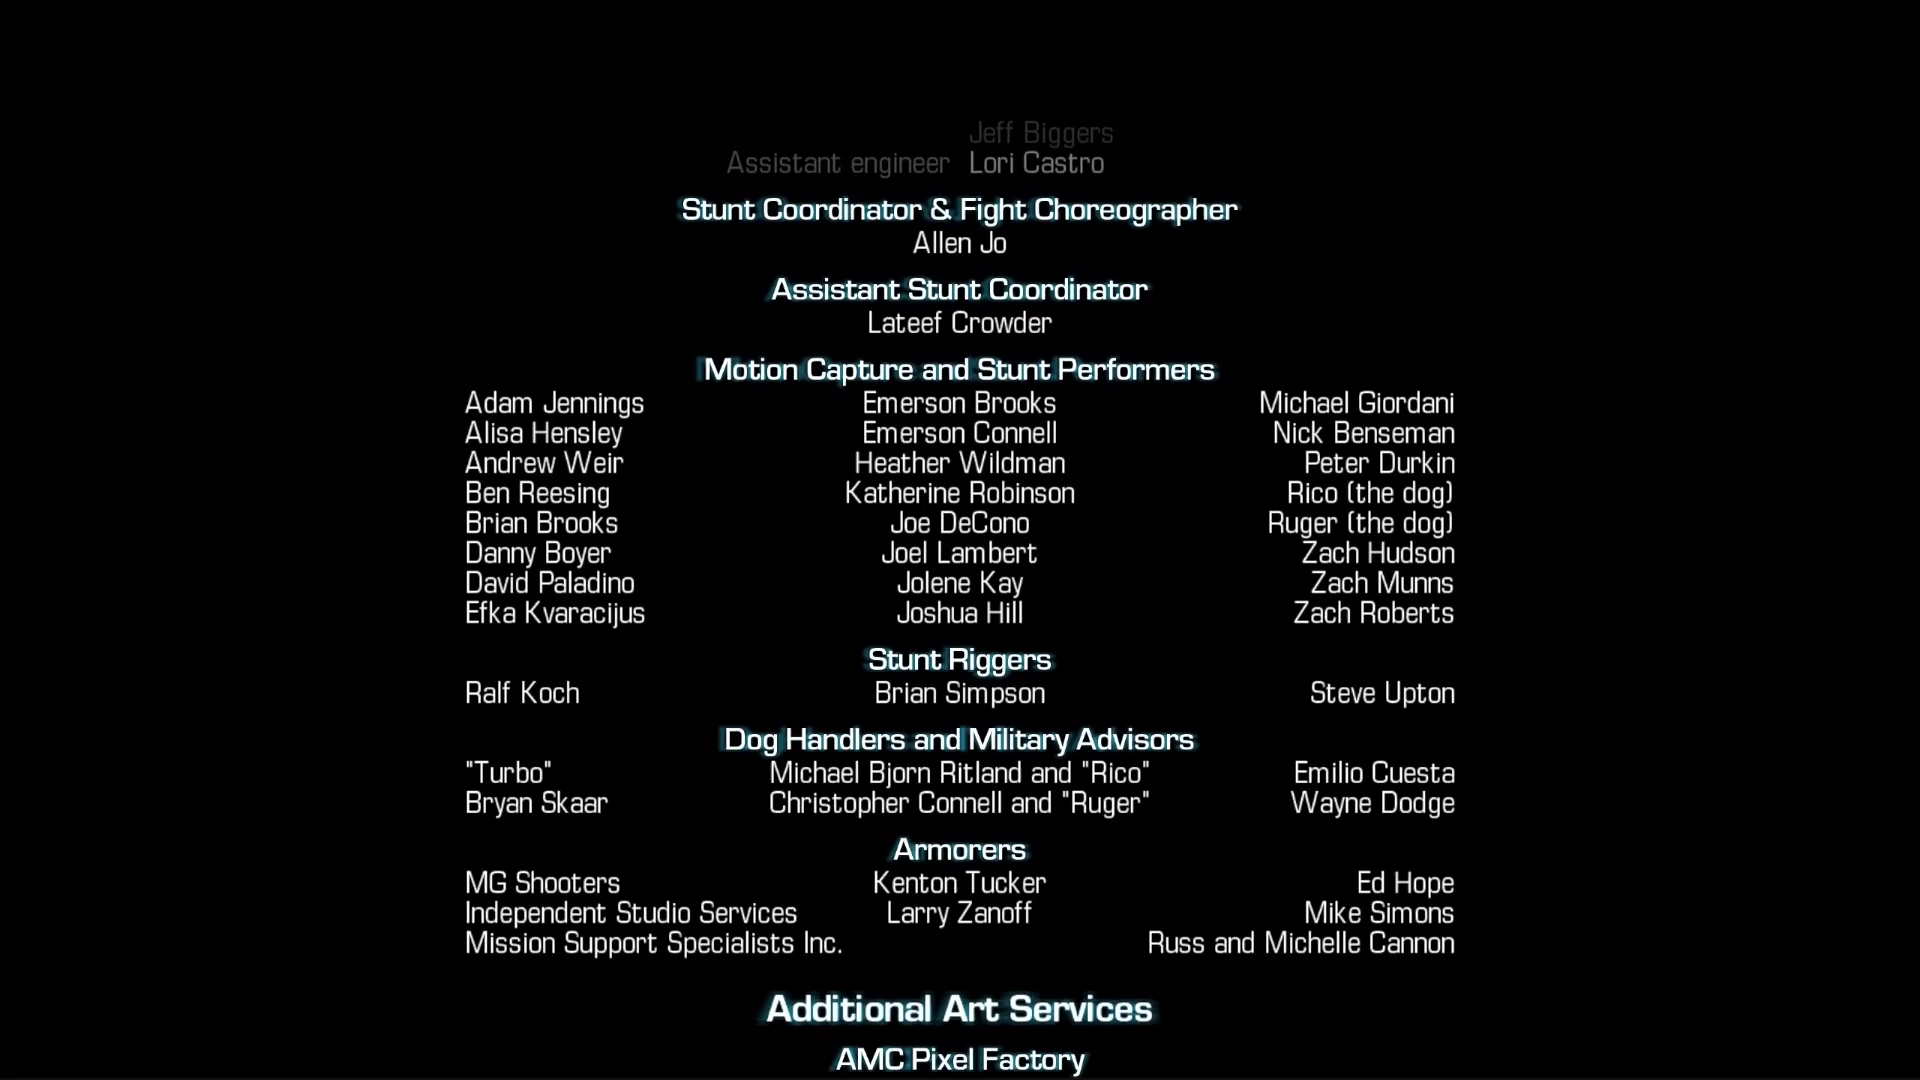 Jeff Biggers
Assistant engineer Lori Castro
Stunt Coordinator & Fight Choreographer
Allen Jo
Assistant Stunt Coordinator
Lateef Crowder
Motion Capture and Stunt Performers
Adam Jennings Emerson Brooks Michael Giordani
Alisa Hensley Emerson Connell Nick Benseman
Andrew Weir Heather Wildman Peter Durkin
Ben Reesing Katherine Robinson Rico (the dog)
Brian Brooks Joe DeCono Ruger (the dog)
Danny Boyer Joel Lambert Zach Hudson
David Paladino Jolene Kay Zach Munns
Efka Kvaracijus Joshua Hill Zach Roberts
Stunt Riggers
Ralf Koch Brian Simpson Steve Upton
Dog Handlers and Military Advisors
"Turbo" Michael Bjorn Ritland and "Rico" Emilio Cuesta
Bryan Skaar Christopher Connell and "Ruger" Wayne Dodge
Armorers
MG Shooters Kenton Tucker Ed Hope
Independent Studio Services Larry Zanoff Mike Simons
Mission Support Specialists Inc. Russ and Michelle Cannon
Additional Art Services
AMC Pixel Factory